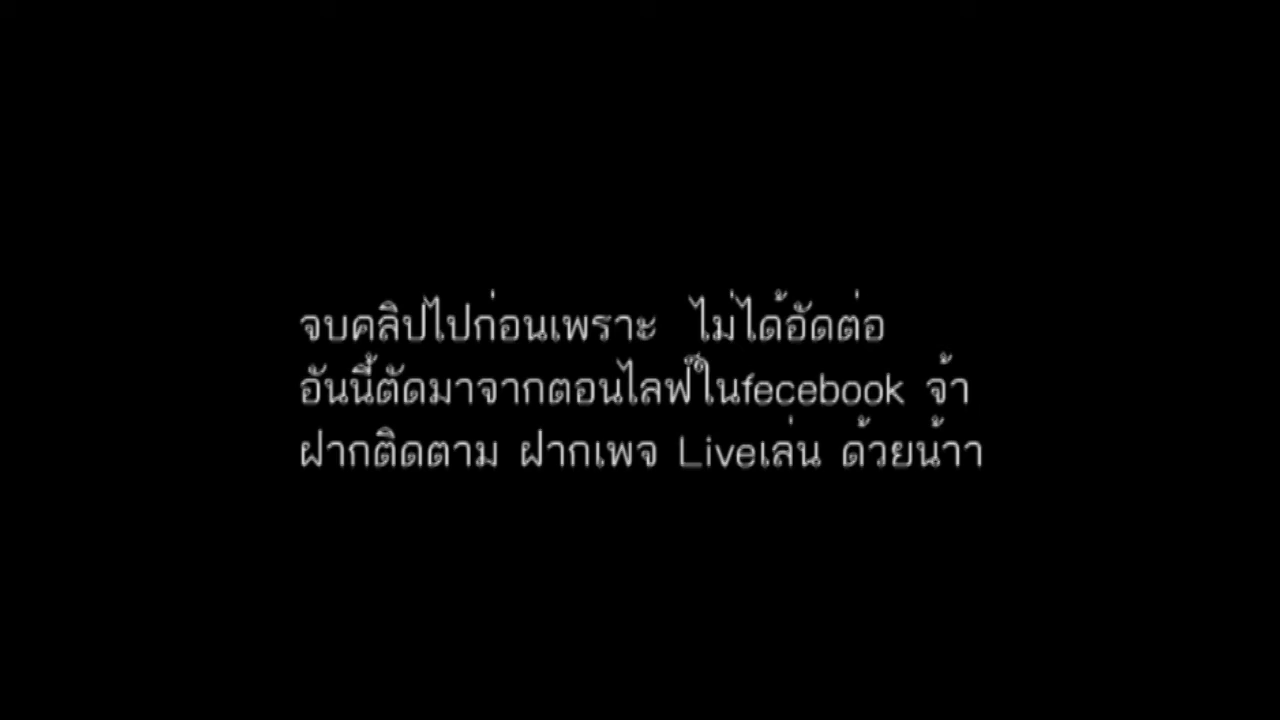 จบคลิปไปก่อนเพราะ ไม่ได้อัดต่อ
อันนี้ตัดมาจากตอนไลฟ์ในfecebook จ้า
ฝากติดตาม ฝากเพจ Liveเล่น ด้วยน้าา